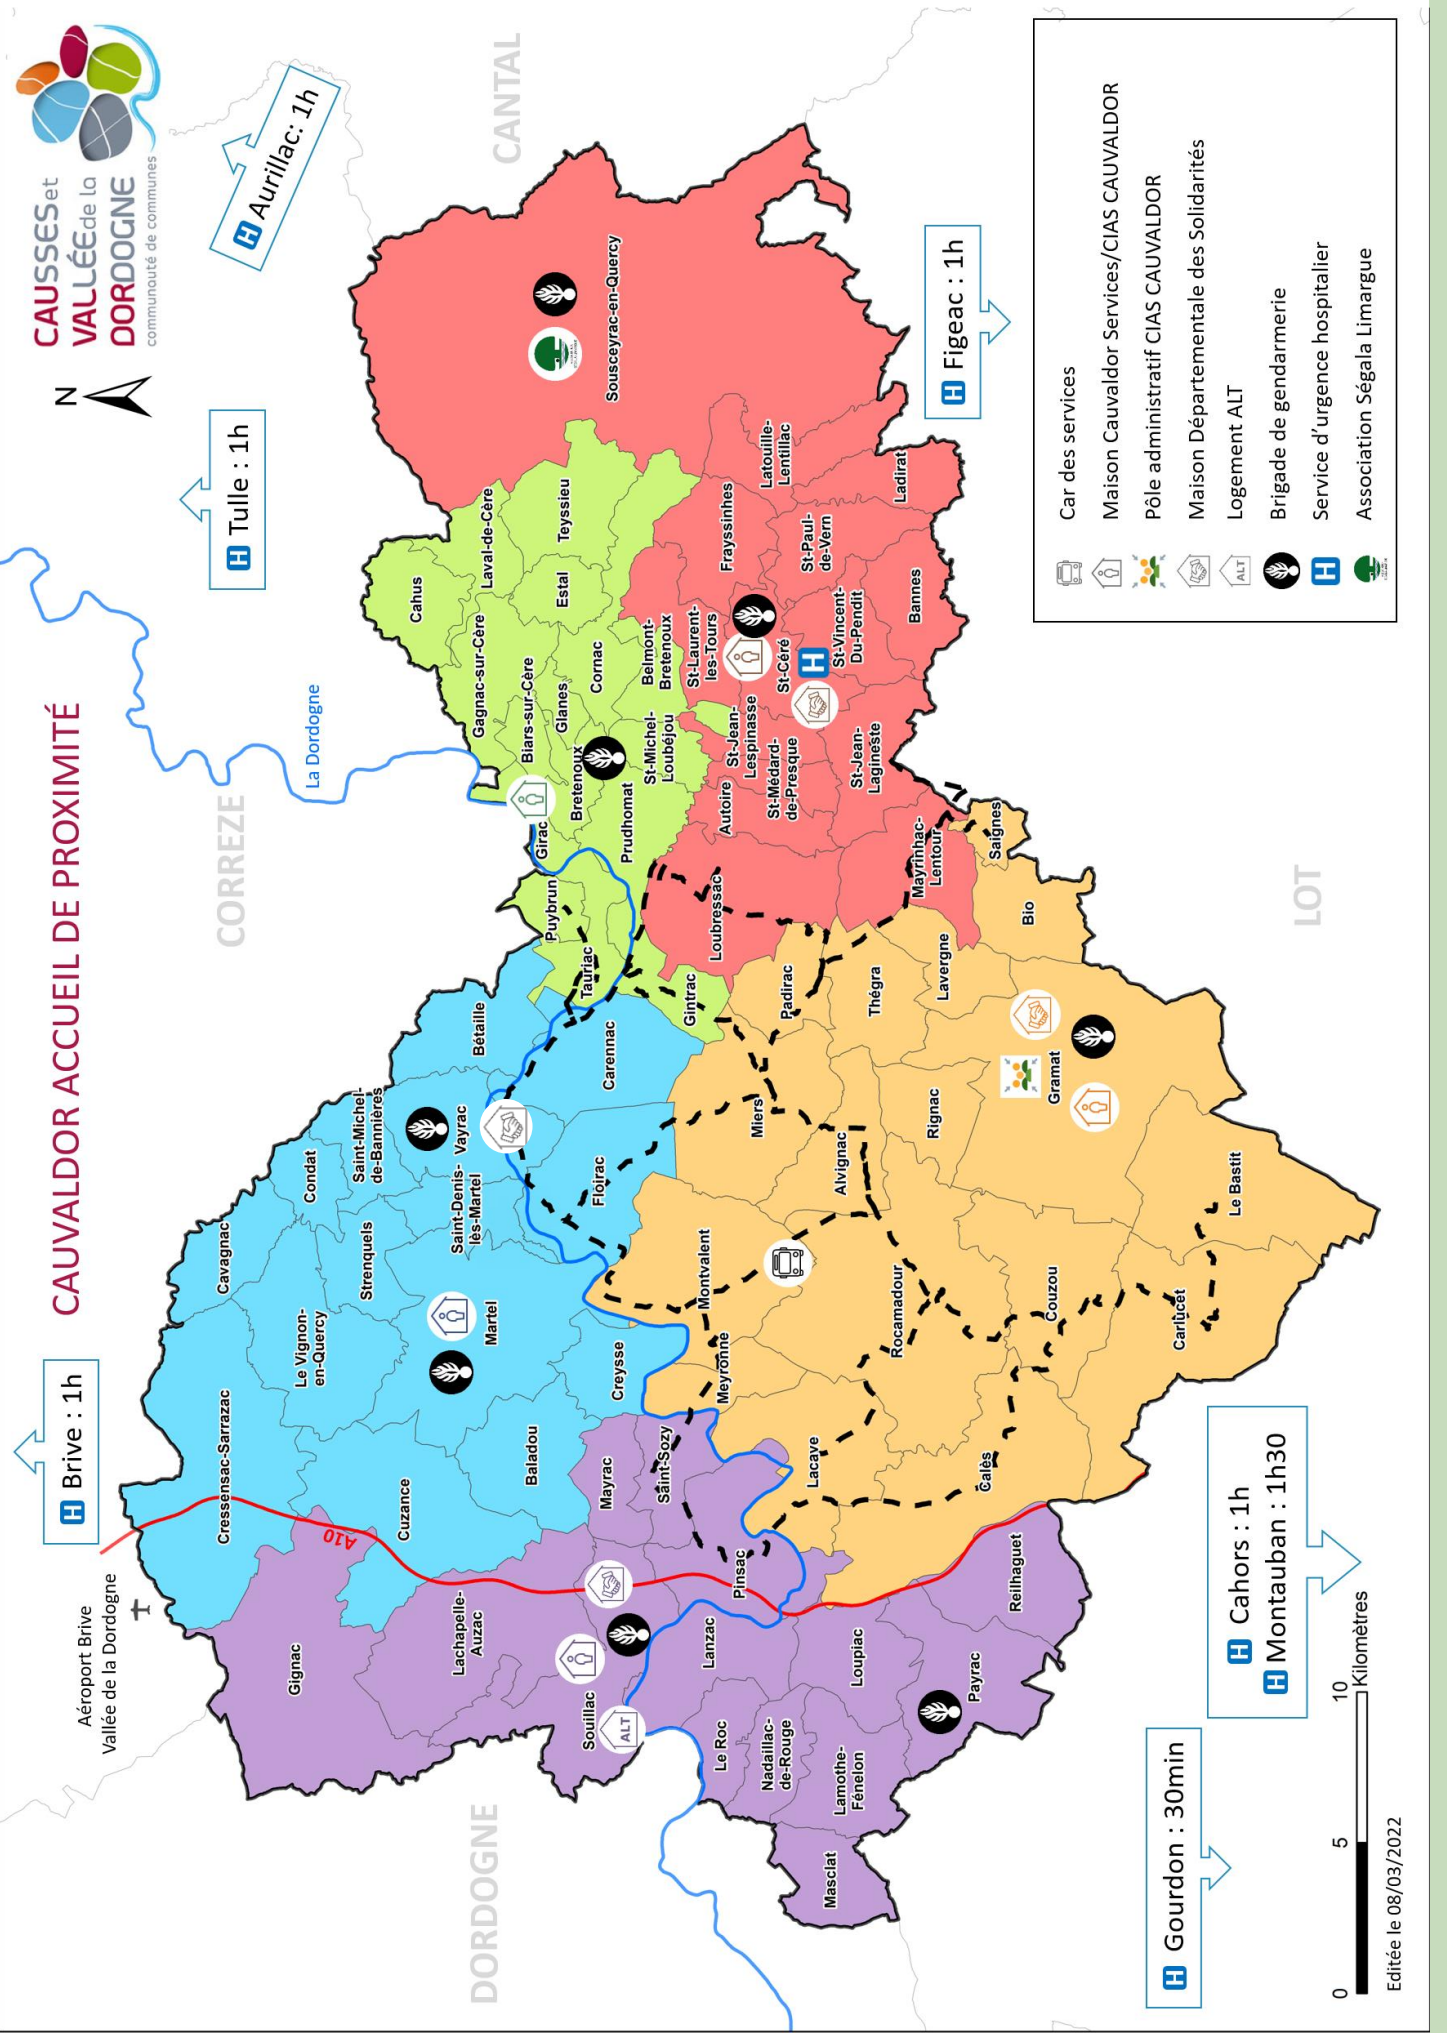 CAUVALDOR ACCUEIL DE PROXIMITÉ
CAUSSES et
VALLÉE de la
DORDOGNE
communauté de communes
N
Aéroport Brive
Vallée de la Dordogne
H Brive : 1h
H Tulle : 1h
H Aurillac: 1h
CORREZE
CANTAL
La Dordogne
DORDOGNE
LOT
A10
Cressensac-Sarrazac
Cavagnac
Gignac
Le Vignon-
en-Quercy
Condat
Strenquels
Saint-Michel-
de-Bannières
Cuzance
Lachapelle-
Auzac
Martel
Saint-Denis-
lès-Martel
Vayrac
Bétaille
Baladou
Creysse
Floirac
Carennac
Souillac
ALT
Mayrac
Saint-Sozy
Pinsac
Lanzac
Le Roc
Nadaillac-
de-Rouge
Lamothe-
Fénelon
Masclat
Loupiac
Payrac
Reilhaguet
Cahus
Laval-de-Cère
Gagnac-sur-Cère
Biars-sur-Cère
Teyssieu
Estal
Glanes
Cornac
Girac
Bretenoux
Puybrun
Tauriac
Prudhomat
Belmont-
Bretenoux
St-Michel-
Loubéjou
Gintrac
Sousceyrac-en-Quercy
St-Laurent-
les-Tours
Frayssinhes
Latouille-
Lentillac
Ladirat
St-Paul-
de-Vern
Bannes
St-Vincent-
Du-Pendit
St-Céré
H
St-Jean-
Lespinasse
Autoire
St-Médard-
de-Presque
St-Jean-
Lagineste
Loubressac
Mayrinhac-
Lentour
Saignes
Bio
Lavergne
Thégra
Padirac
Miers
Alvignac
Rignac
Gramat
Montvalent
Meyronne
Lacave
Rocamadour
Calès
Couzou
Carlucet
Le Bastit
H Figeac : 1h
H Gourdon : 30min
H Cahors : 1h
H Montauban : 1h30
Car des services
Maison Cauvaldor Services/CIAS CAUVALDOR
Pôle administratif CIAS CAUVALDOR
Maison Départementale des Solidarités
ALT Logement ALT
Brigade de gendarmerie
H Service d'urgence hospitalier
Association Ségala Limargue
0 5 10
Kilomètres
Editée le 08/03/2022